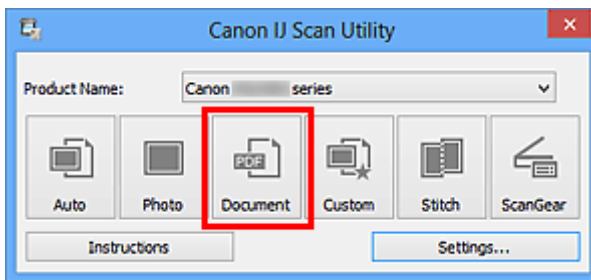 Canon IJ Scan Utility
Product Name: Canon series
PDF
Auto Photo Document Custom Stitch ScanGear
Instructions Settings...